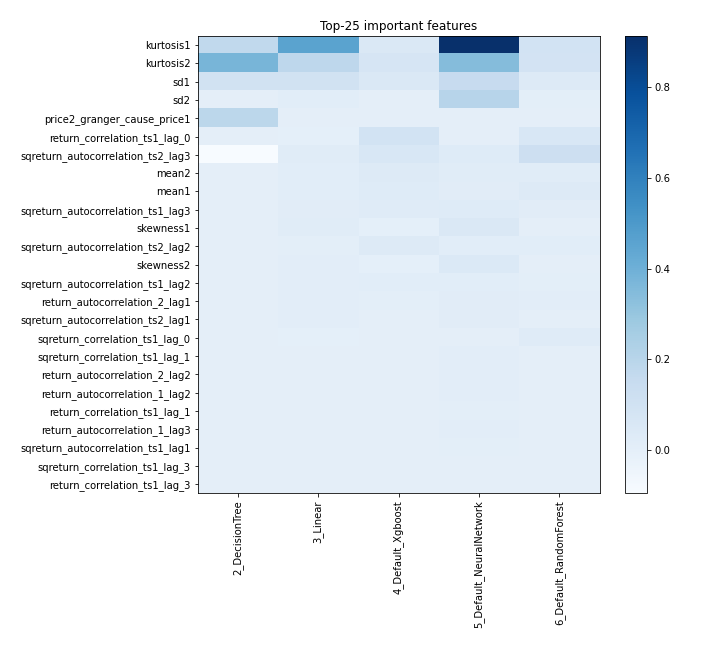 Top-25 important features
kurtosis1
kurtosis2
sd1
sd2
price2_granger_cause_price1
return_correlation_ts1_lag_0
sqreturn_autocorrelation_ts2_lag3
mean2
mean1
sqreturn_autocorrelation_ts1_lag3
skewness1
sqreturn_autocorrelation_ts2_lag2
skewness2
sqreturn_autocorrelation_ts1_lag2
return_autocorrelation_2_lag1
sqreturn_autocorrelation_ts2_lag1
sqreturn_correlation_ts1_lag_0
sqreturn_correlation_ts1_lag_1
return_autocorrelation_2_lag2
return_autocorrelation_1_lag2
return_correlation_ts1_lag_1
return_autocorrelation_1_lag3
sqreturn_autocorrelation_ts1_lag1
sqreturn_correlation_ts1_lag_3
return_correlation_ts1_lag_3
2_DecisionTree
3_Linear
4_Default_Xgboost
5_Default_NeuralNetwork
6_Default_RandomForest
0.8
0.6
0.4
0.2
0.0